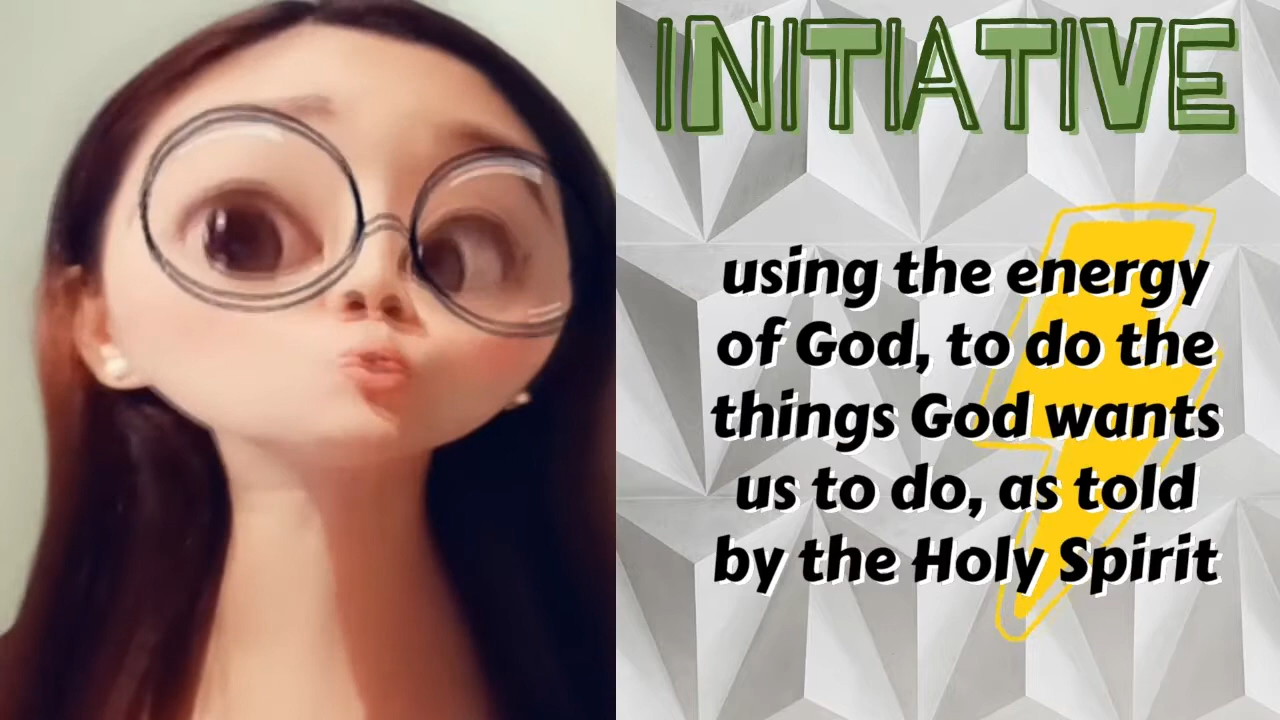 INITIATIVE
using the energy
of God, to do the
things God wants
us to do, as told
by the Holy Spirit